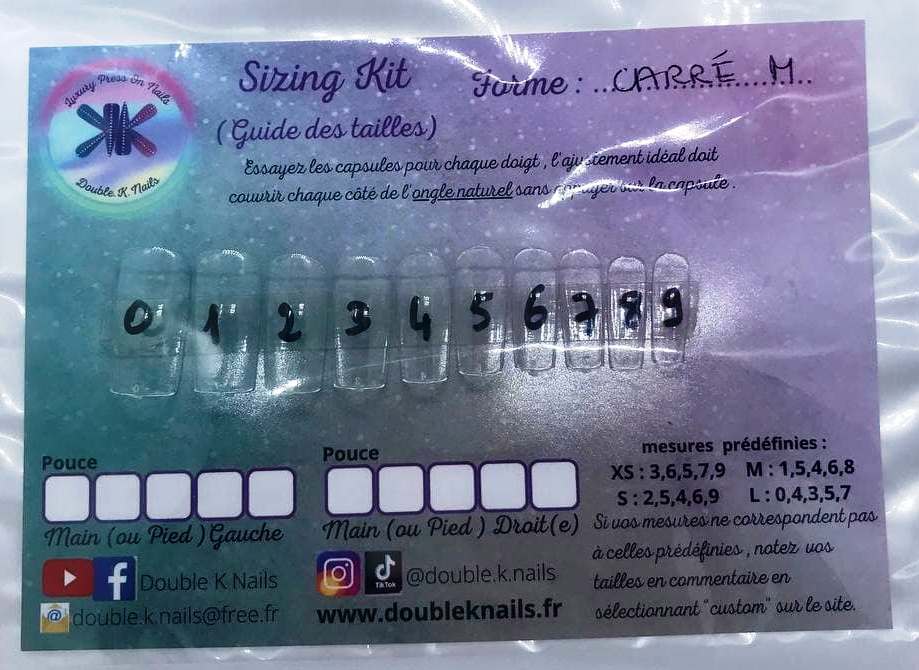 Luxury Press On Nails
Double.K.Nails
Sizing Kit
Forme : ..CARRÉ...M..
(Guide des tailles)
Essayez les capsules pour chaque doigt , l'ajustement idéal doit
couvrir chaque côté de l'ongle naturel sans appuyer sur la capsule .
0 1 2 3 4 5 6 7 8 9
Pouce
Main (ou Pied ) Gauche
Pouce
Main (ou Pied ) Droit(e)
mesures prédéfinies :
XS : 3,6,5,7,9 M : 1,5,4,6,8
S : 2,5,4,6,9 L : 0,4,3,5,7
Si vos mesures ne correspondent pas
à celles prédéfinies , notez vos
tailles en commentaire en
sélectionnant "custom" sur le site.
Double K Nails
double.k.nails@free.fr
TikTok
@double.k.nails
www.doubleknails.fr